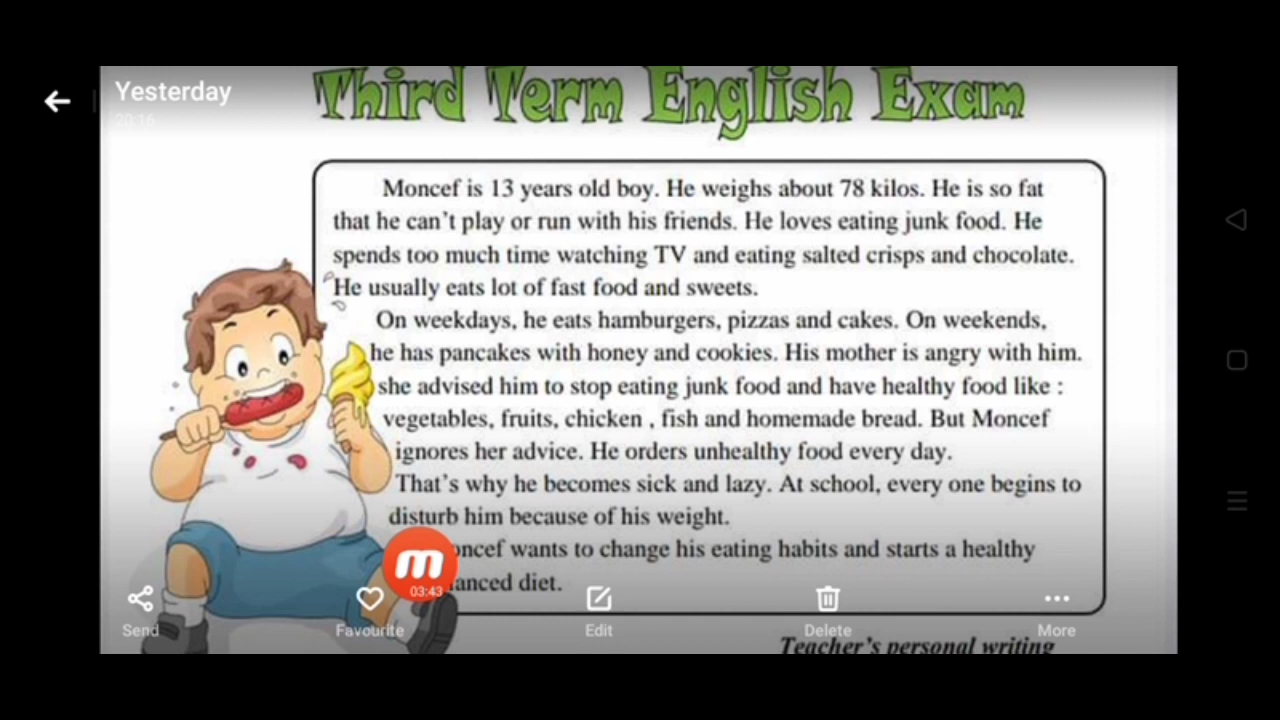 Yesterday
20:16
Third Term English Exam
Moncef is 13 years old boy. He weighs about 78 kilos. He is so fat
that he can't play or run with his friends. He loves eating junk food. He
spends too much time watching TV and eating salted crisps and chocolate.
He usually eats lot of fast food and sweets.
On weekdays, he eats hamburgers, pizzas and cakes. On weekends,
he has pancakes with honey and cookies. His mother is angry with him.
she advised him to stop eating junk food and have healthy food like :
vegetables, fruits, chicken , fish and homemade bread. But Moncef
ignores her advice. He orders unhealthy food every day.
That's why he becomes sick and lazy. At school, every one begins to
disturb him because of his weight.
oncef wants to change his eating habits and starts a healthy
lanced diet.
m
03:43
Send
Favourite
Edit
Delete
More
Teacher's personal writing